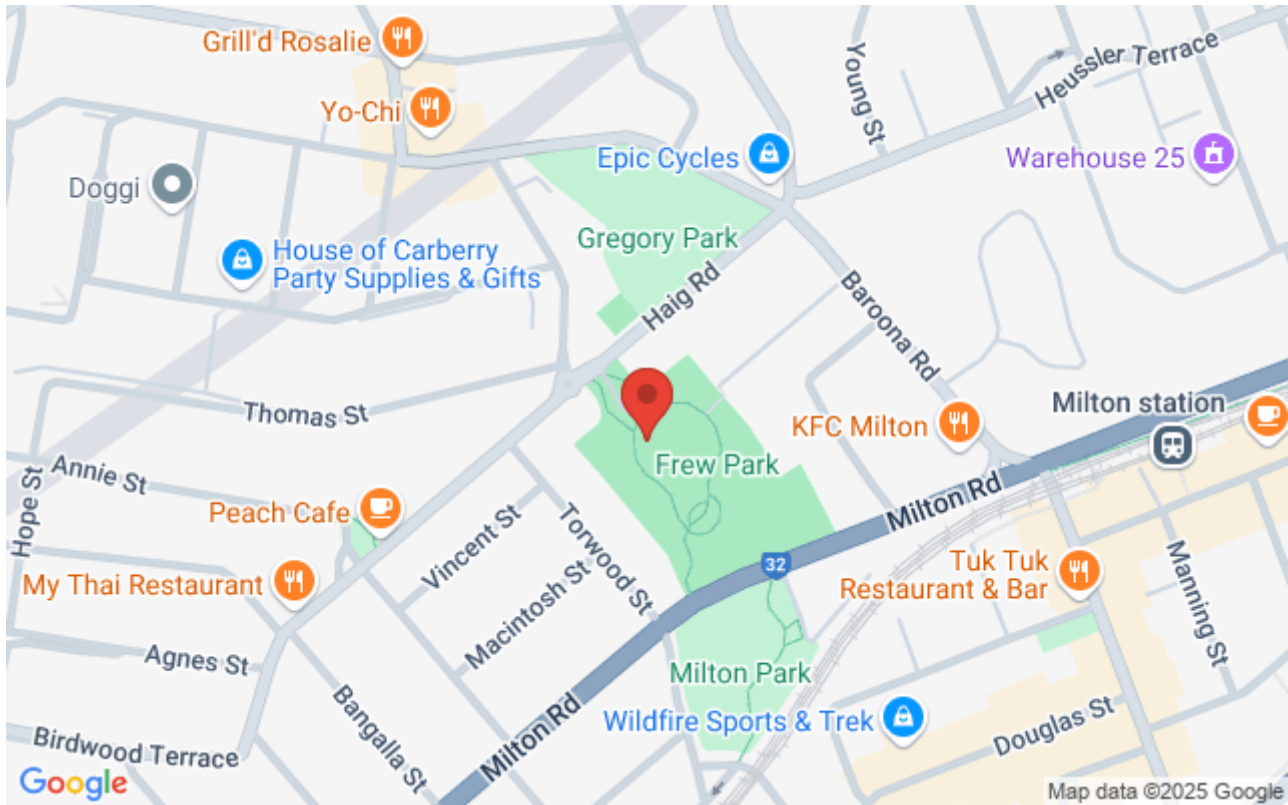 Grill'd Rosalie
Yo-Chi
Young St
Heussler Terrace
Epic Cycles
Warehouse 25
Doggi
Gregory Park
House of Carberry
Party Supplies & Gifts
Haig Rd
Baroona Rd
Thomas St
Milton station
KFC Milton
Frew Park
Annie St
Hope St
Peach Cafe
Milton Rd
Vincent St
Torwood St
32
Tuk Tuk
Restaurant & Bar
My Thai Restaurant
Macintosh St
Manning St
Agnes St
Milton Park
Bangalla St
Milton Rd
Wildfire Sports & Trek
Douglas St
Birdwood Terrace
Google
Map data ©2025 Google